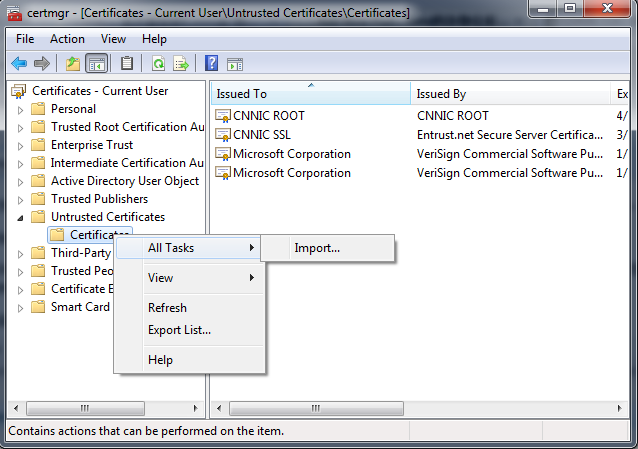 certmgr - [Certificates - Current User\Untrusted Certificates\Certificates]
File Action View Help
Certificates - Current User
Personal
Trusted Root Certification Au
Enterprise Trust
Intermediate Certification Au
Active Directory User Object
Trusted Publishers
Untrusted Certificates
Certificates
Third-Party
Trusted Peo
Certificate E
Smart Card
Issued To Issued By Ex
CNNIC ROOT CNNIC ROOT 4/
CNNIC SSL Entrust.net Secure Server Certifica... 3/
Microsoft Corporation VeriSign Commercial Software Pu... 1/
Microsoft Corporation VeriSign Commercial Software Pu... 1/
All Tasks
View
Refresh
Export List...
Help
Import...
Contains actions that can be performed on the item.